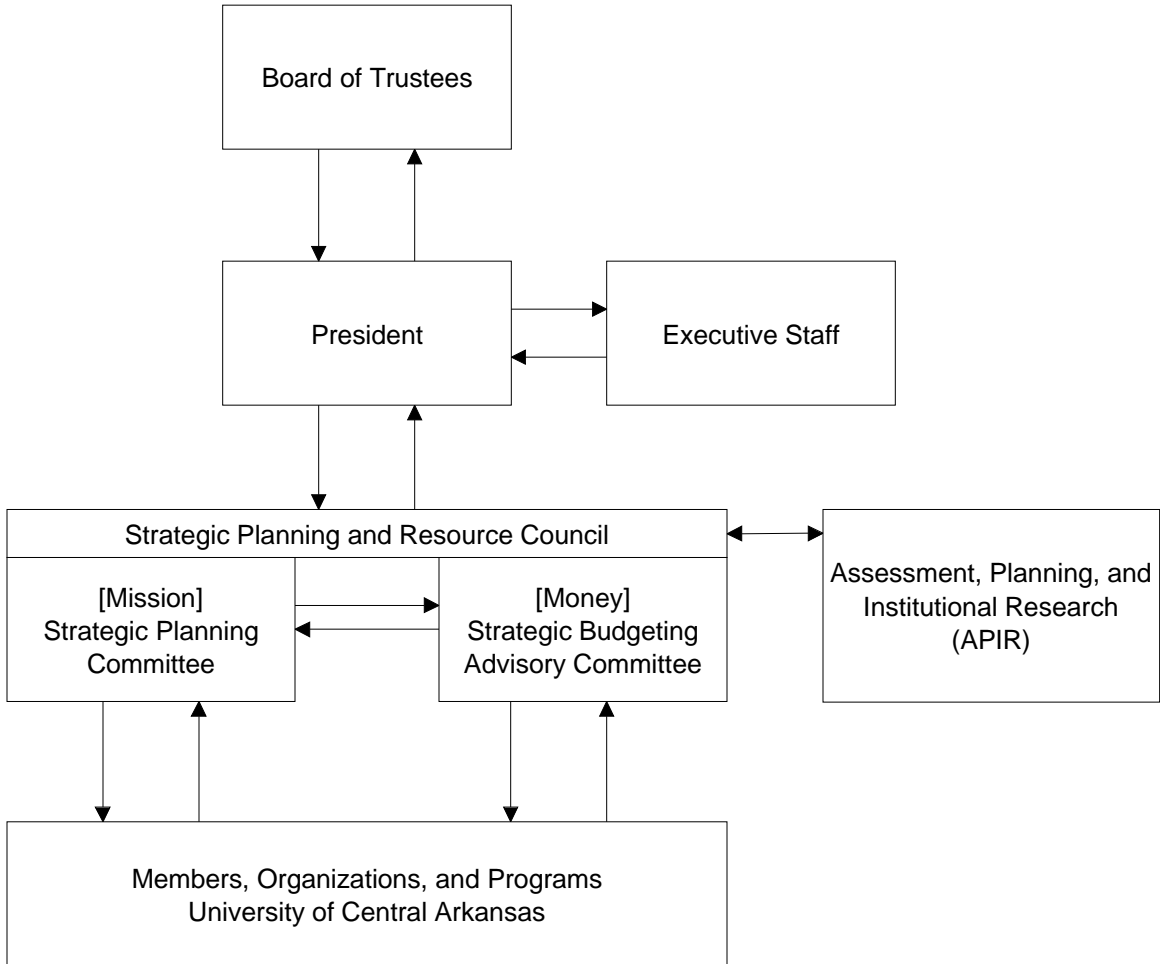 Board of Trustees
President
Executive Staff
Strategic Planning and Resource Council
[Mission]
Strategic Planning
Committee
[Money]
Strategic Budgeting
Advisory Committee
Assessment, Planning, and
Institutional Research
(APIR)
Members, Organizations, and Programs
University of Central Arkansas